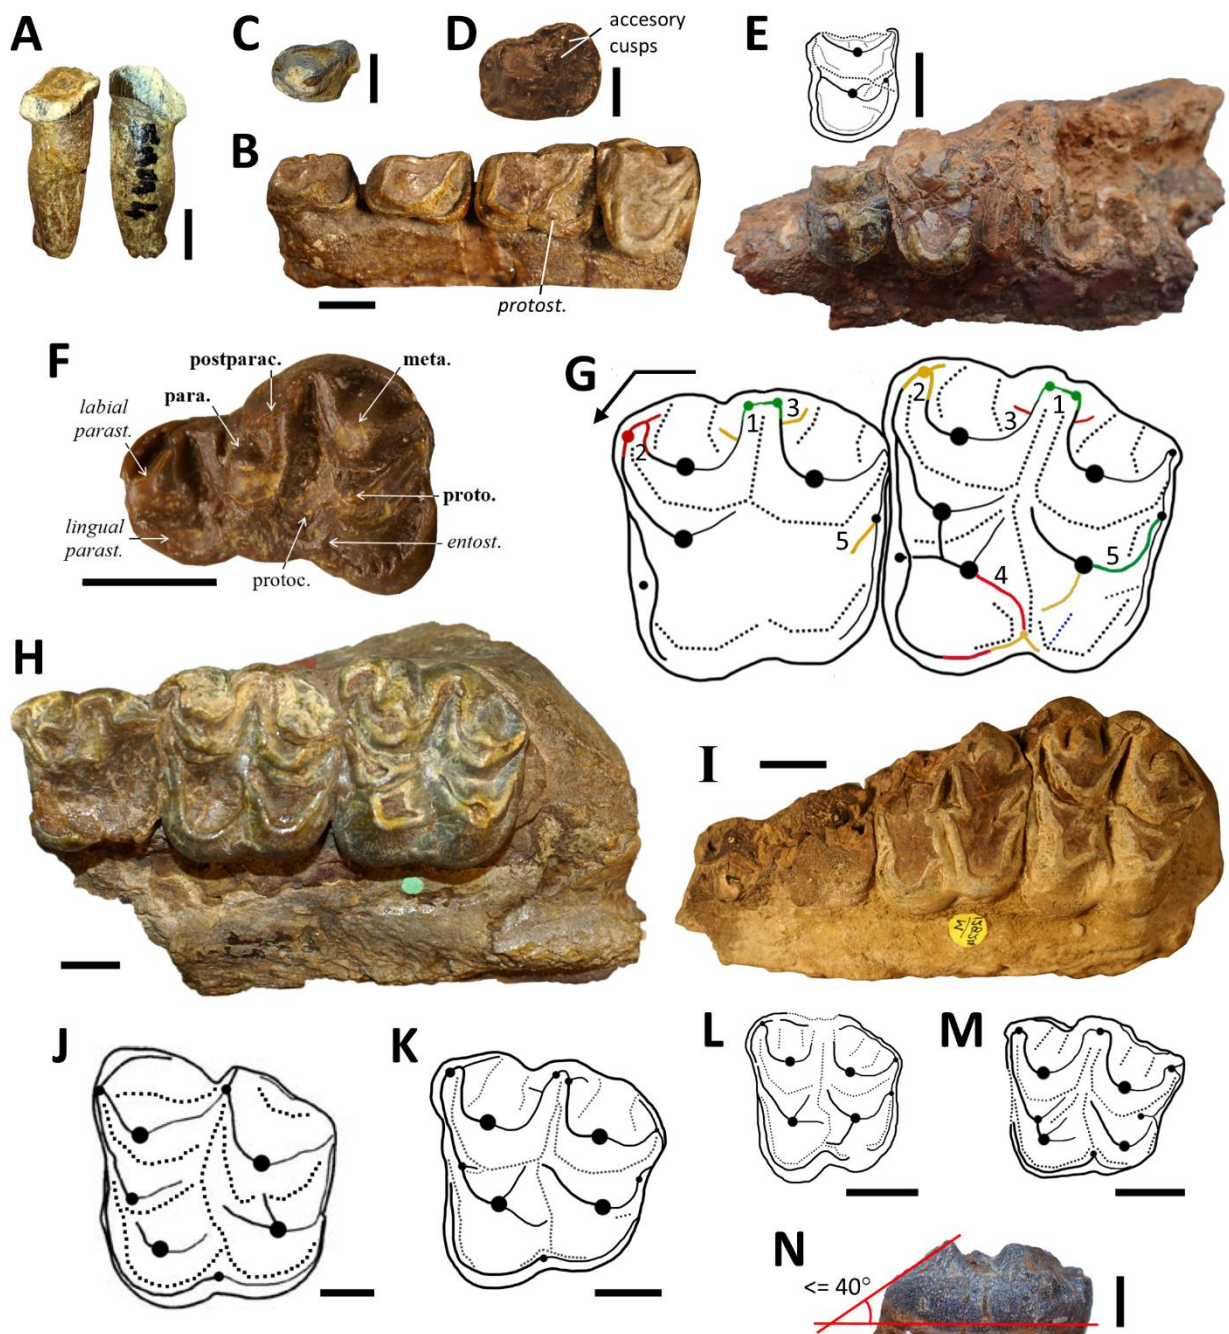 A
C
D
accesory
cusps
E
B
protost.
F
postparac.
meta.
para.
labial
parast.
proto.
lingual
parast.
entost.
protoc.
G
1
3
2
5
2
3
1
4
5
H
I
J
K
L
M
N
<= 40°